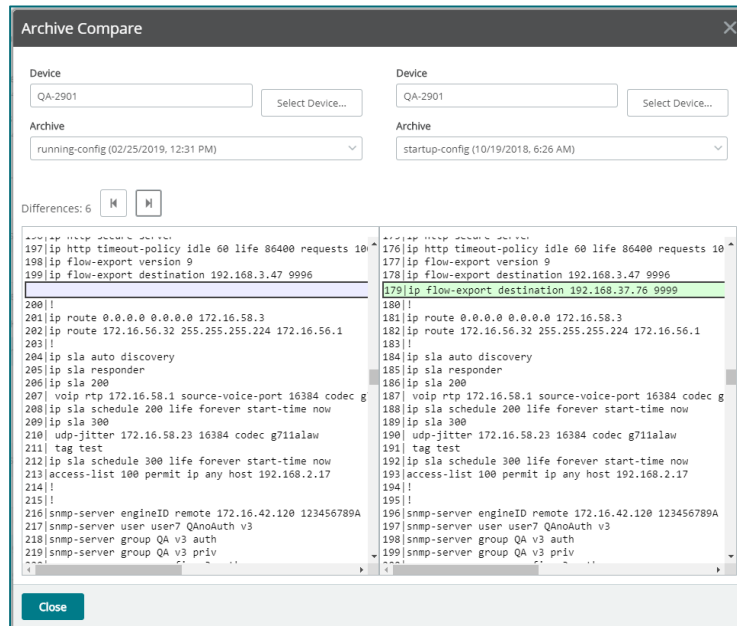 Archive Compare
Device
QA-2901
Select Device...
Archive
running-config (02/25/2019, 12:31 PM)
Device
QA-2901
Select Device...
Archive
startup-config (10/19/2018, 6:26 AM)
Differences: 6
197|ip http timeout-policy idle 60 life 86400 requests 10
198|ip flow-export version 9
199|ip flow-export destination 192.168.3.47 9996
200|!
201|ip route 0.0.0.0 0.0.0.0 172.16.58.3
202|ip route 172.16.56.32 255.255.255.224 172.16.56.1
203|!
204|ip sla auto discovery
205|ip sla responder
206|ip sla 200
207| voip rtp 172.16.58.1 source-voice-port 16384 codec g
208|ip sla schedule 200 life forever start-time now
209|ip sla 300
210| udp-jitter 172.16.58.23 16384 codec g711alaw
211| tag test
212|ip sla schedule 300 life forever start-time now
213|access-list 100 permit ip any host 192.168.2.17
214|!
215|!
216|snmp-server engineID remote 172.16.42.120 123456789A
217|snmp-server user user7 QAnoAuth v3
218|snmp-server group QA v3 auth
219|snmp-server group QA v3 priv
175|ip http secure-server
176|ip http timeout-policy idle 60 life 86400 requests 10
177|ip flow-export version 9
178|ip flow-export destination 192.168.3.47 9996
179|ip flow-export destination 192.168.37.76 9999
180|!
181|ip route 0.0.0.0 0.0.0.0 172.16.58.3
182|ip route 172.16.56.32 255.255.255.224 172.16.56.1
183|!
184|ip sla auto discovery
185|ip sla responder
186|ip sla 200
187| voip rtp 172.16.58.1 source-voice-port 16384 codec g
188|ip sla schedule 200 life forever start-time now
189|ip sla 300
190| udp-jitter 172.16.58.23 16384 codec g711alaw
191| tag test
192|ip sla schedule 300 life forever start-time now
193|access-list 100 permit ip any host 192.168.2.17
194|!
195|!
196|snmp-server engineID remote 172.16.42.120 123456789A
197|snmp-server user user7 QAnoAuth v3
198|snmp-server group QA v3 auth
199|snmp-server group QA v3 priv
Close